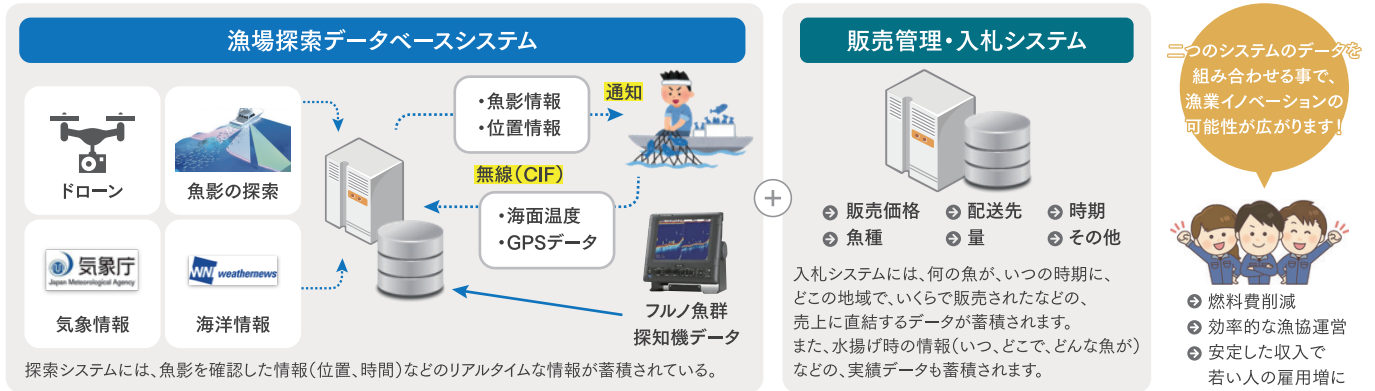 漁場探索データベースシステム
ドローン
魚影の探索
気象庁
Japan Meteorological Agency
気象情報
WNI weathernews
海洋情報
・魚影情報
・位置情報
通知
無線（CIF）
・海面温度
・GPSデータ
フルノ魚群
探知機データ
探索システムには、魚影を確認した情報（位置、時間）などのリアルタイムな情報が蓄積されている。
+
販売管理・入札システム
販売価格
配送先
時期
魚種
量
その他
入札システムには、何の魚が、いつの時期に、
どこの地域で、いくらで販売されたなどの、
売上に直結するデータが蓄積されます。
また、水揚げ時の情報（いつ、どこで、どんな魚が）
などの、実績データも蓄積されます。
二つのシステムのデータを
組み合わせる事で、
漁業イノベーションの
可能性が広がります！
燃料費削減
効率的な漁協運営
安定した収入で
若い人の雇用増に